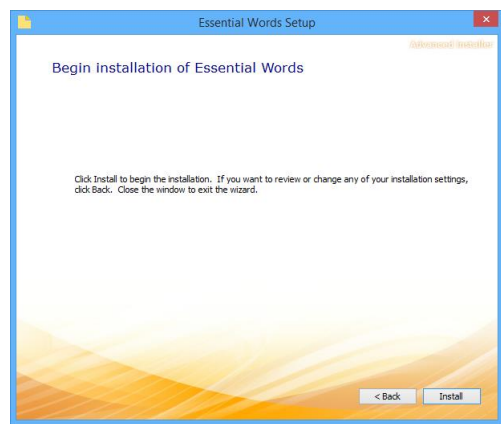 Essential Words Setup
Advanced Installer
Begin installation of Essential Words
Click Install to begin the installation.  If you want to review or change any of your installation settings,
click Back.  Close the window to exit the wizard.
< Back
Install